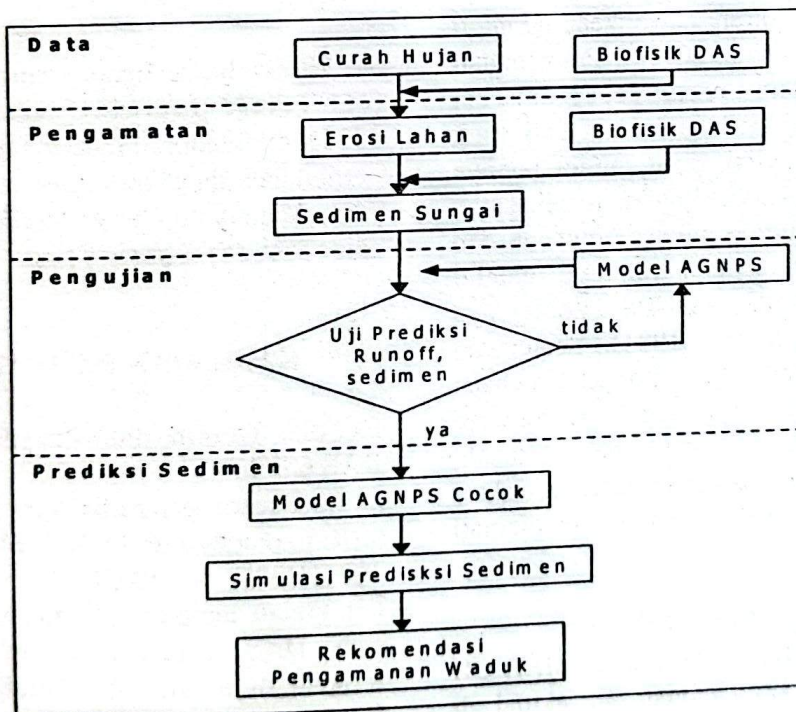 Data
Curah Hujan
Biofisik DAS
Pengamatan
Erosi Lahan
Biofisik DAS
Sedimen Sungai
Pengujian
Model AGNPS
Uji Prediksi
Runoff,
sedimen
tidak
ya
Prediksi Sedimen
Model AGNPS Cocok
Simulasi Predisksi Sedimen
Rekomendasi
Pengamanan Waduk